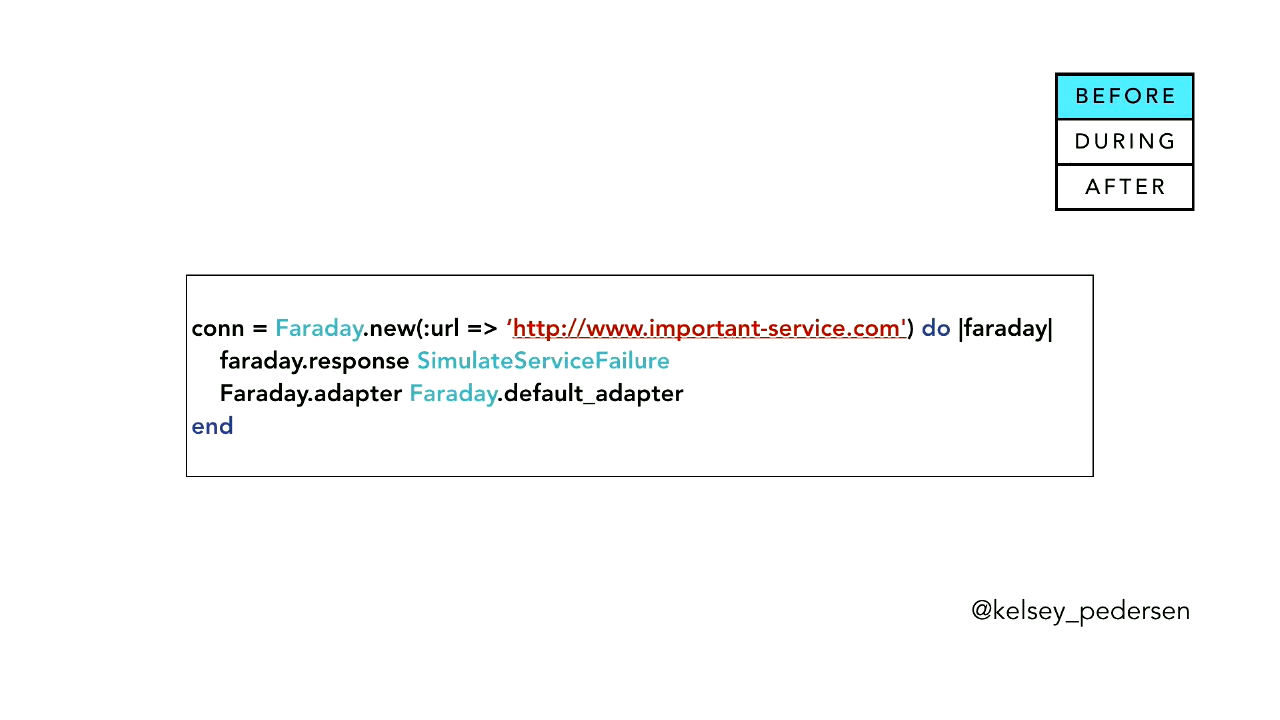 BEFORE
DURING
AFTER
conn = Faraday.new(:url => ‘http://www.important-service.com') do |faraday|
faraday.response SimulateServiceFailure
Faraday.adapter Faraday.default_adapter
end
@kelsey_pedersen